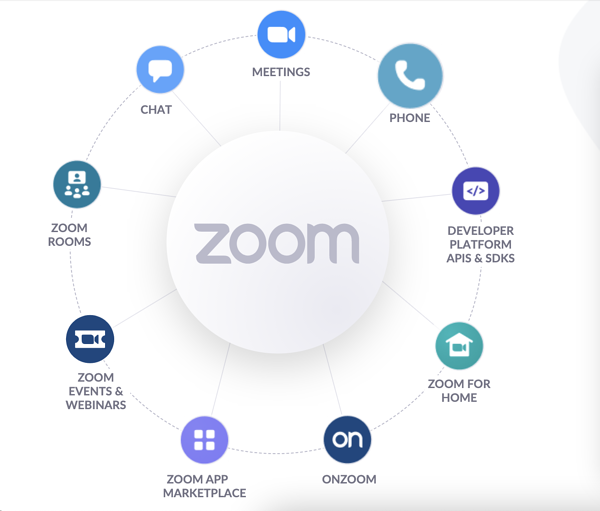 MEETINGS
PHONE
CHAT
</>
DEVELOPER
PLATFORM
APIS & SDKS
ZOOM
ROOMS
zoom
ZOOM FOR
HOME
ZOOM
EVENTS &
WEBINARS
on
ONZOOM
ZOOM APP
MARKETPLACE